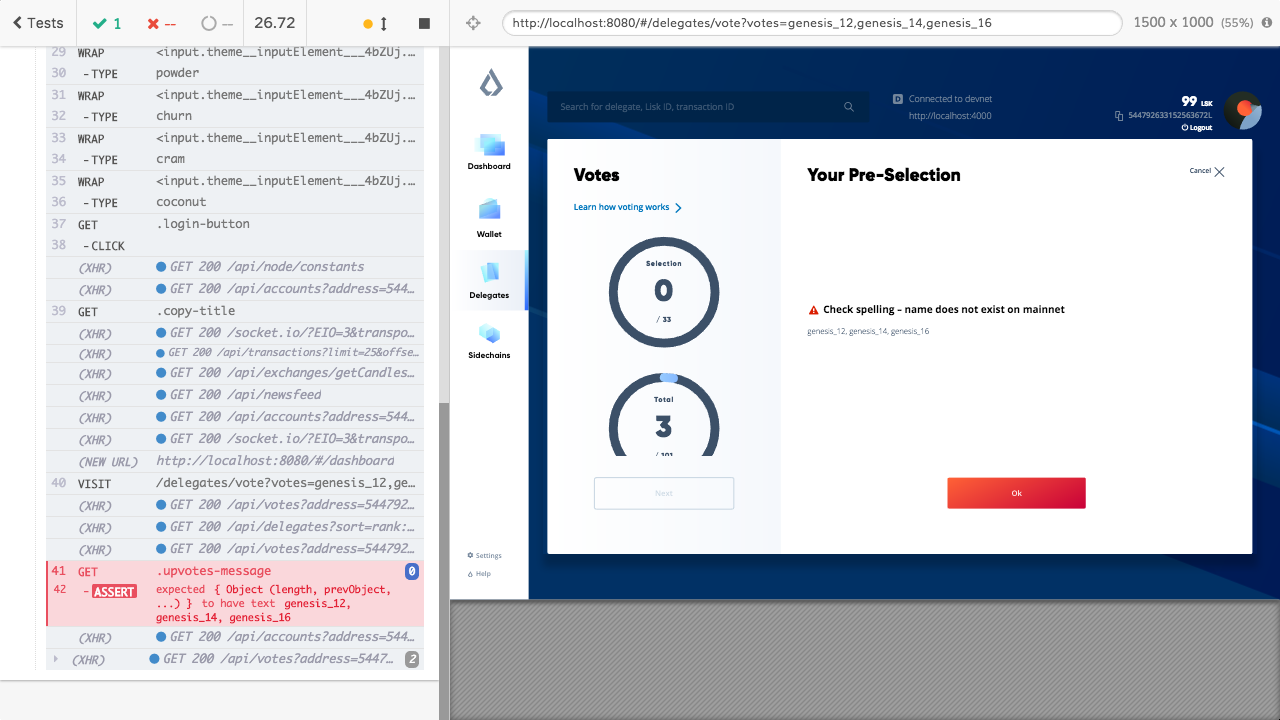 Tests
1
--
--
26.72
http://localhost:8080/#/delegates/vote?votes=genesis_12,genesis_14,genesis_16
1500 x 1000 (55%)
29 WRAP <input.theme__inputElement___4bZUj....
30 -TYPE powder
31 WRAP <input.theme__inputElement___4bZUj....
32 -TYPE churn
33 WRAP <input.theme__inputElement___4bZUj....
34 -TYPE cram
35 WRAP <input.theme__inputElement___4bZUj....
36 -TYPE coconut
37 GET .login-button
38 -CLICK
(XHR) GET 200 /api/node/constants
(XHR) GET 200 /api/accounts?address=544...
39 GET .copy-title
(XHR) GET 200 /socket.io/?EIO=3&transpo...
(XHR) GET 200 /api/transactions?limit=25&offse...
(XHR) GET 200 /api/exchanges/getCandles...
(XHR) GET 200 /api/newsfeed
(XHR) GET 200 /api/accounts?address=544...
(XHR) GET 200 /socket.io/?EIO=3&transpo...
(NEW URL) http://localhost:8080/#/dashboard
40 VISIT /delegates/vote?votes=genesis_12,ge...
(XHR) GET 200 /api/votes?address=544792...
(XHR) GET 200 /api/delegates?sort=rank:...
(XHR) GET 200 /api/votes?address=544792...
41 GET .upvotes-message 0
42 -ASSERT expected { Object (length, prevObject,
...) } to have text genesis_12,
genesis_14, genesis_16
(XHR) GET 200 /api/accounts?address=544...
(XHR) GET 200 /api/votes?address=5447... 2
Dashboard
Wallet
Delegates
Sidechains
Settings
Help
Search for delegate, Lisk ID, transaction ID
Connected to devnet
http://localhost:4000
99 LSK
544792633152563672L
Logout
Votes
Learn how voting works
Selection
0
/ 33
Total
3
/ 101
Next
Your Pre-Selection
Cancel
Check spelling – name does not exist on mainnet
genesis_12, genesis_14, genesis_16
Ok